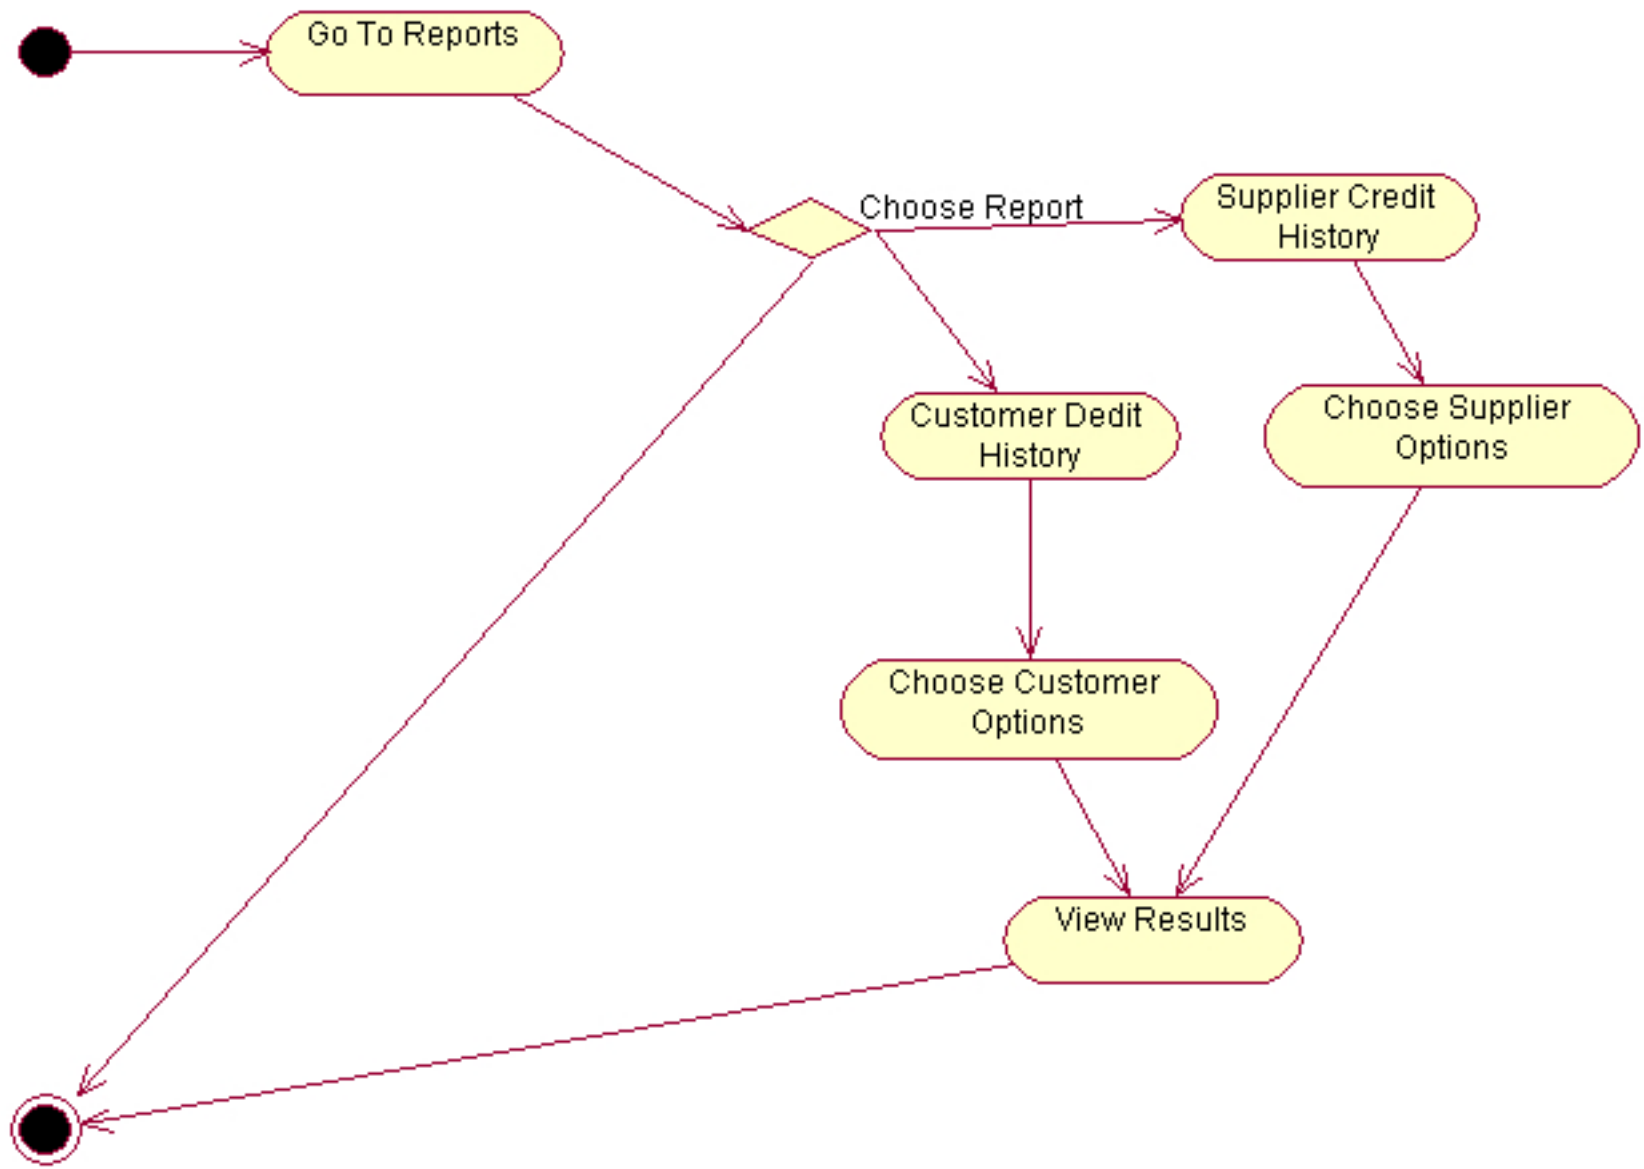 Go To Reports
Choose Report
Supplier Credit
History
Customer Dedit
History
Choose Supplier
Options
Choose Customer
Options
View Results